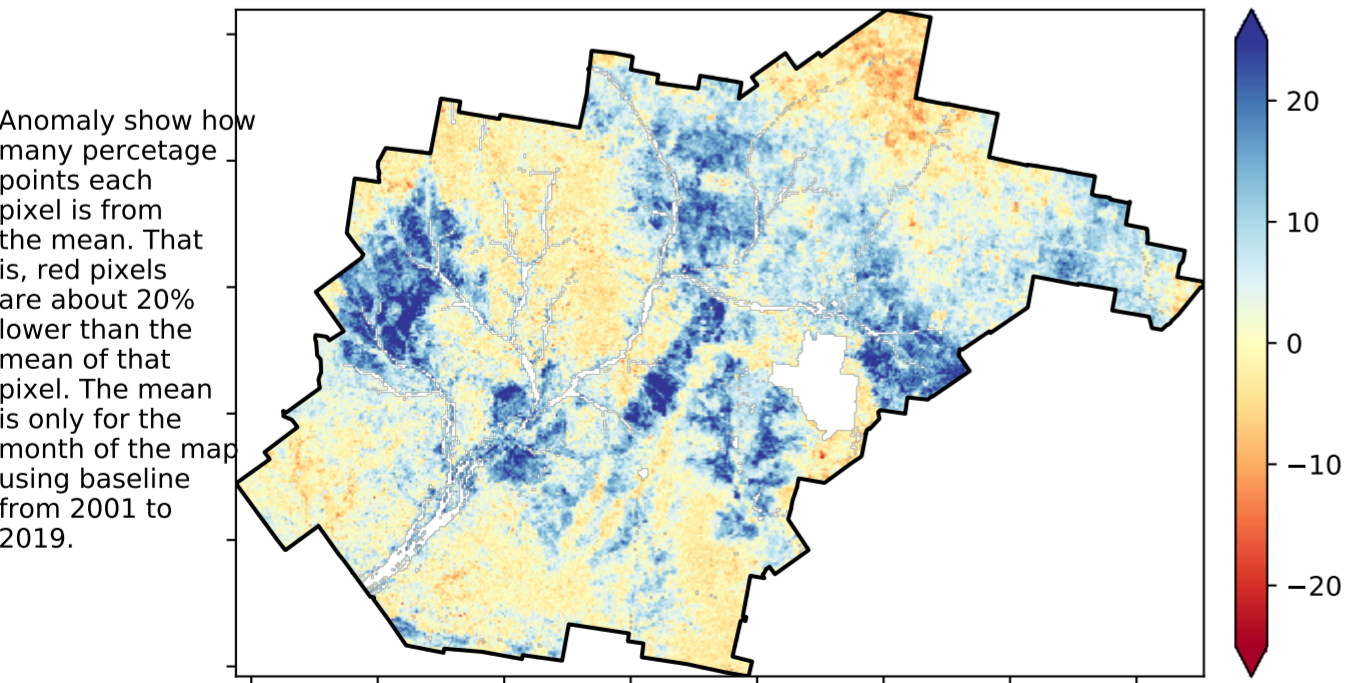 Anomaly show how
many percetage
points each
pixel is from
the mean. That
is, red pixels
are about 20%
lower than the
mean of that
pixel. The mean
is only for the
month of the map
using baseline
from 2001 to
2019.
20
10
0
−10
−20